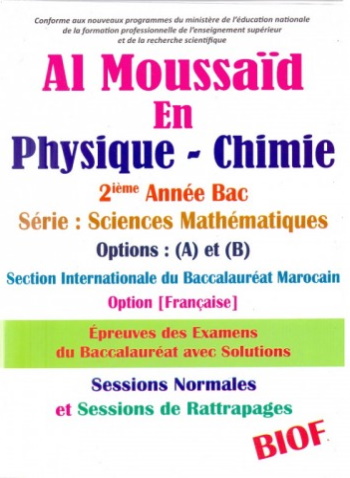 Conforme aux nouveaux programmes du ministère de l'éducation nationale
de la formation professionnelle de l'enseignement supérieur
et de la recherche scientifique
Al Moussaïd
En
Physique - Chimie
2ième Année Bac
Série : Sciences Mathématiques
Options : (A) et (B)
Section Internationale du Baccalauréat Marocain
Option [Française]
Épreuves des Examens
du Baccalauréat avec Solutions
Sessions Normales
et Sessions de Rattrapages
BIOF